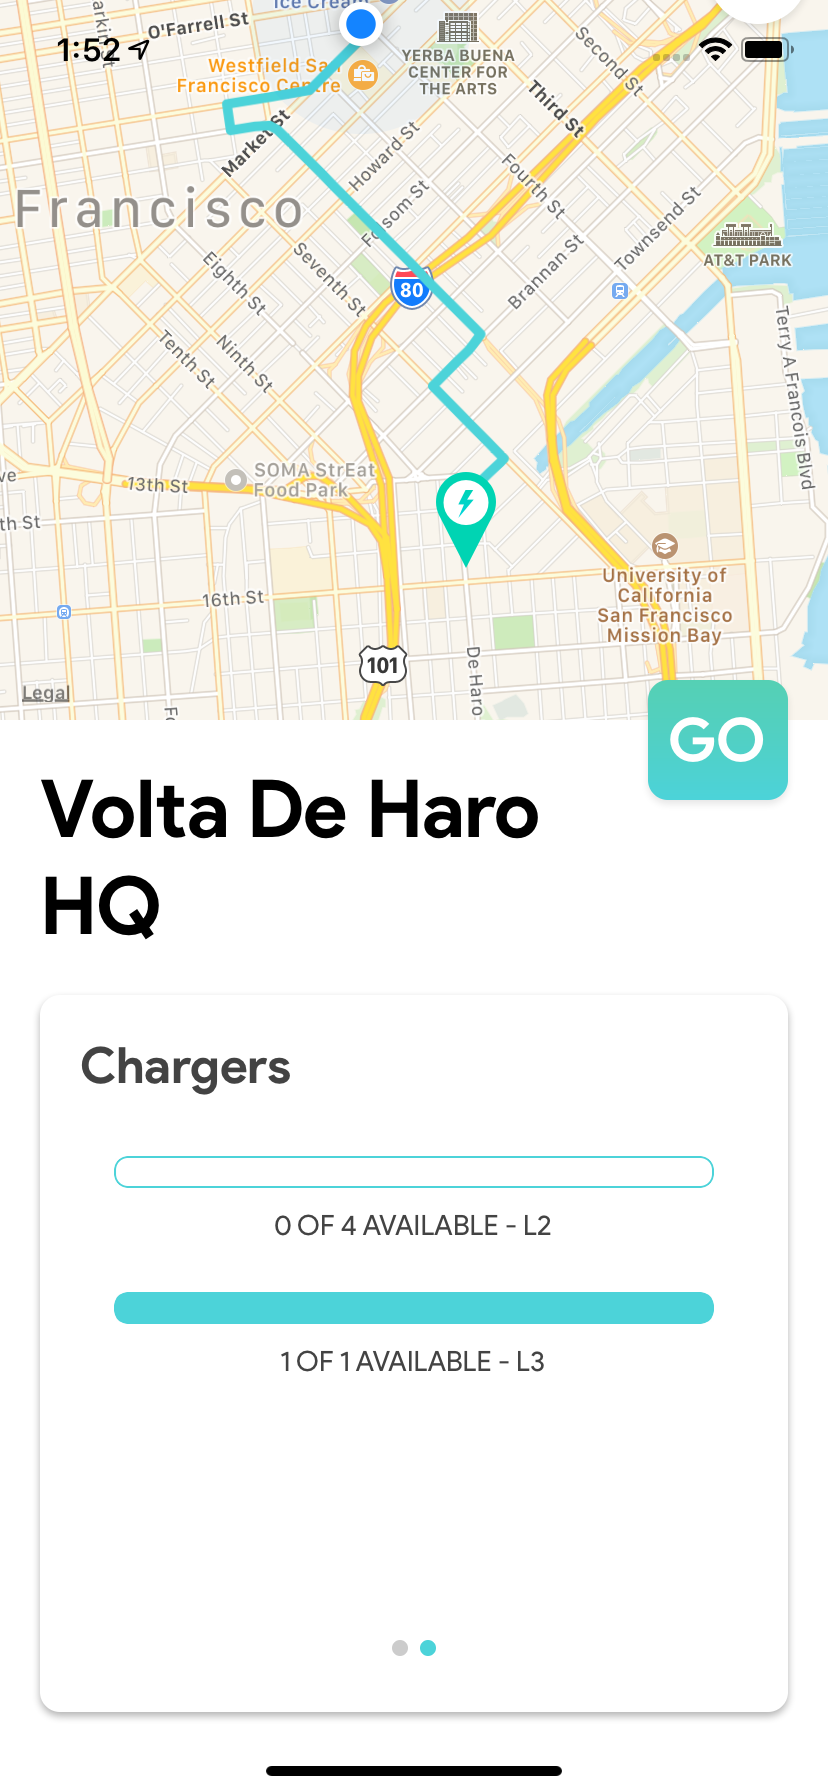 Ice Cream
O'Farrell St
1:52
Westfield San
Francisco Centre
YERBA BUENA
CENTER FOR
THE ARTS
Second St
Third St
Market St
Howard St
Fourth St
Folsom St
Francisco
Townsend St
AT&T PARK
Eighth St
Seventh St
Brannan St
80
Terry A Francois Blvd
Tenth St
Ninth St
SOMA StrEat
Food Park
13th St
th St
University of
California
San Francisco
Mission Bay
16th St
101
De Haro
Legal
GO
Volta De Haro
HQ
Chargers
0 OF 4 AVAILABLE - L2
1 OF 1 AVAILABLE - L3